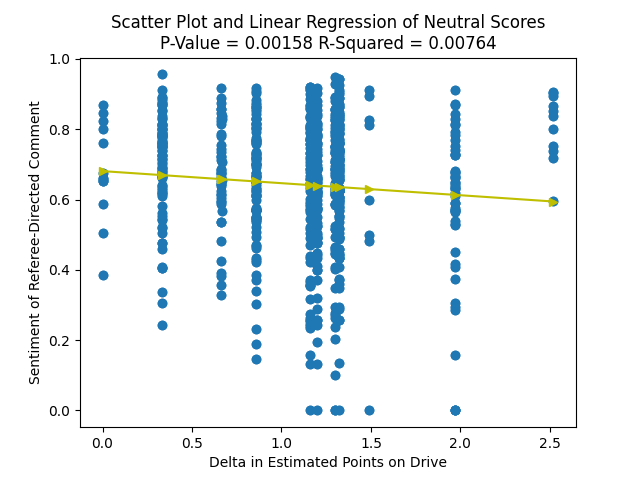 Scatter Plot and Linear Regression of Neutral Scores
P-Value = 0.00158 R-Squared = 0.00764
1.0
0.8
0.6
0.4
0.2
0.0
Sentiment of Referee-Directed Comment
0.0 0.5 1.0 1.5 2.0 2.5
Delta in Estimated Points on Drive